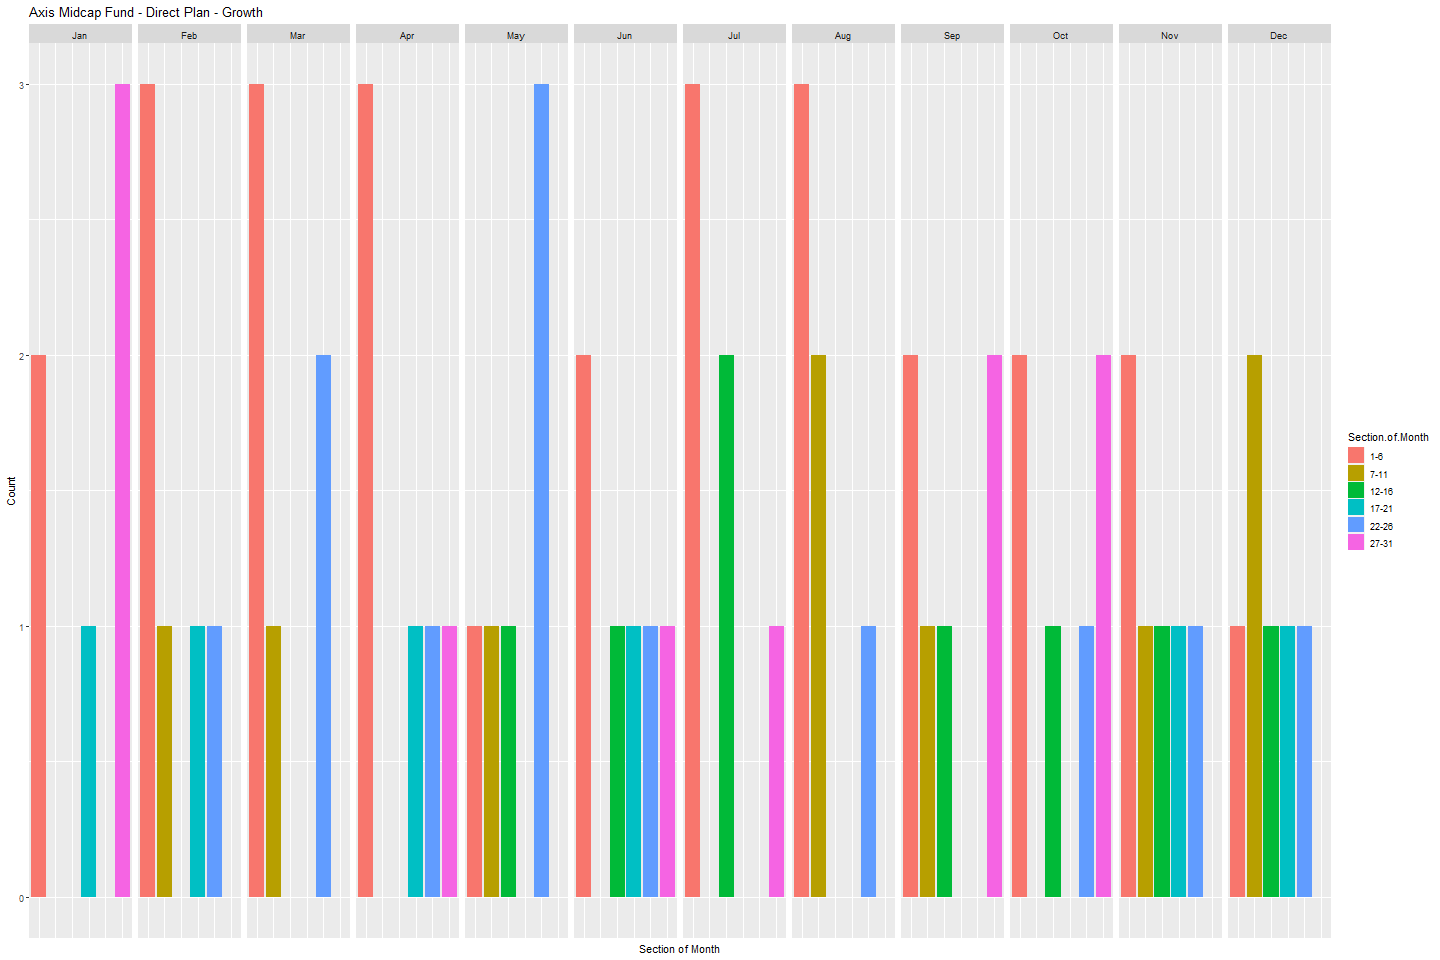 Axis Midcap Fund - Direct Plan - Growth
Jan Feb Mar Apr May Jun Jul Aug Sep Oct Nov Dec
3
2
1
0
Count
Section of Month
Section.of.Month
1-6
7-11
12-16
17-21
22-26
27-31